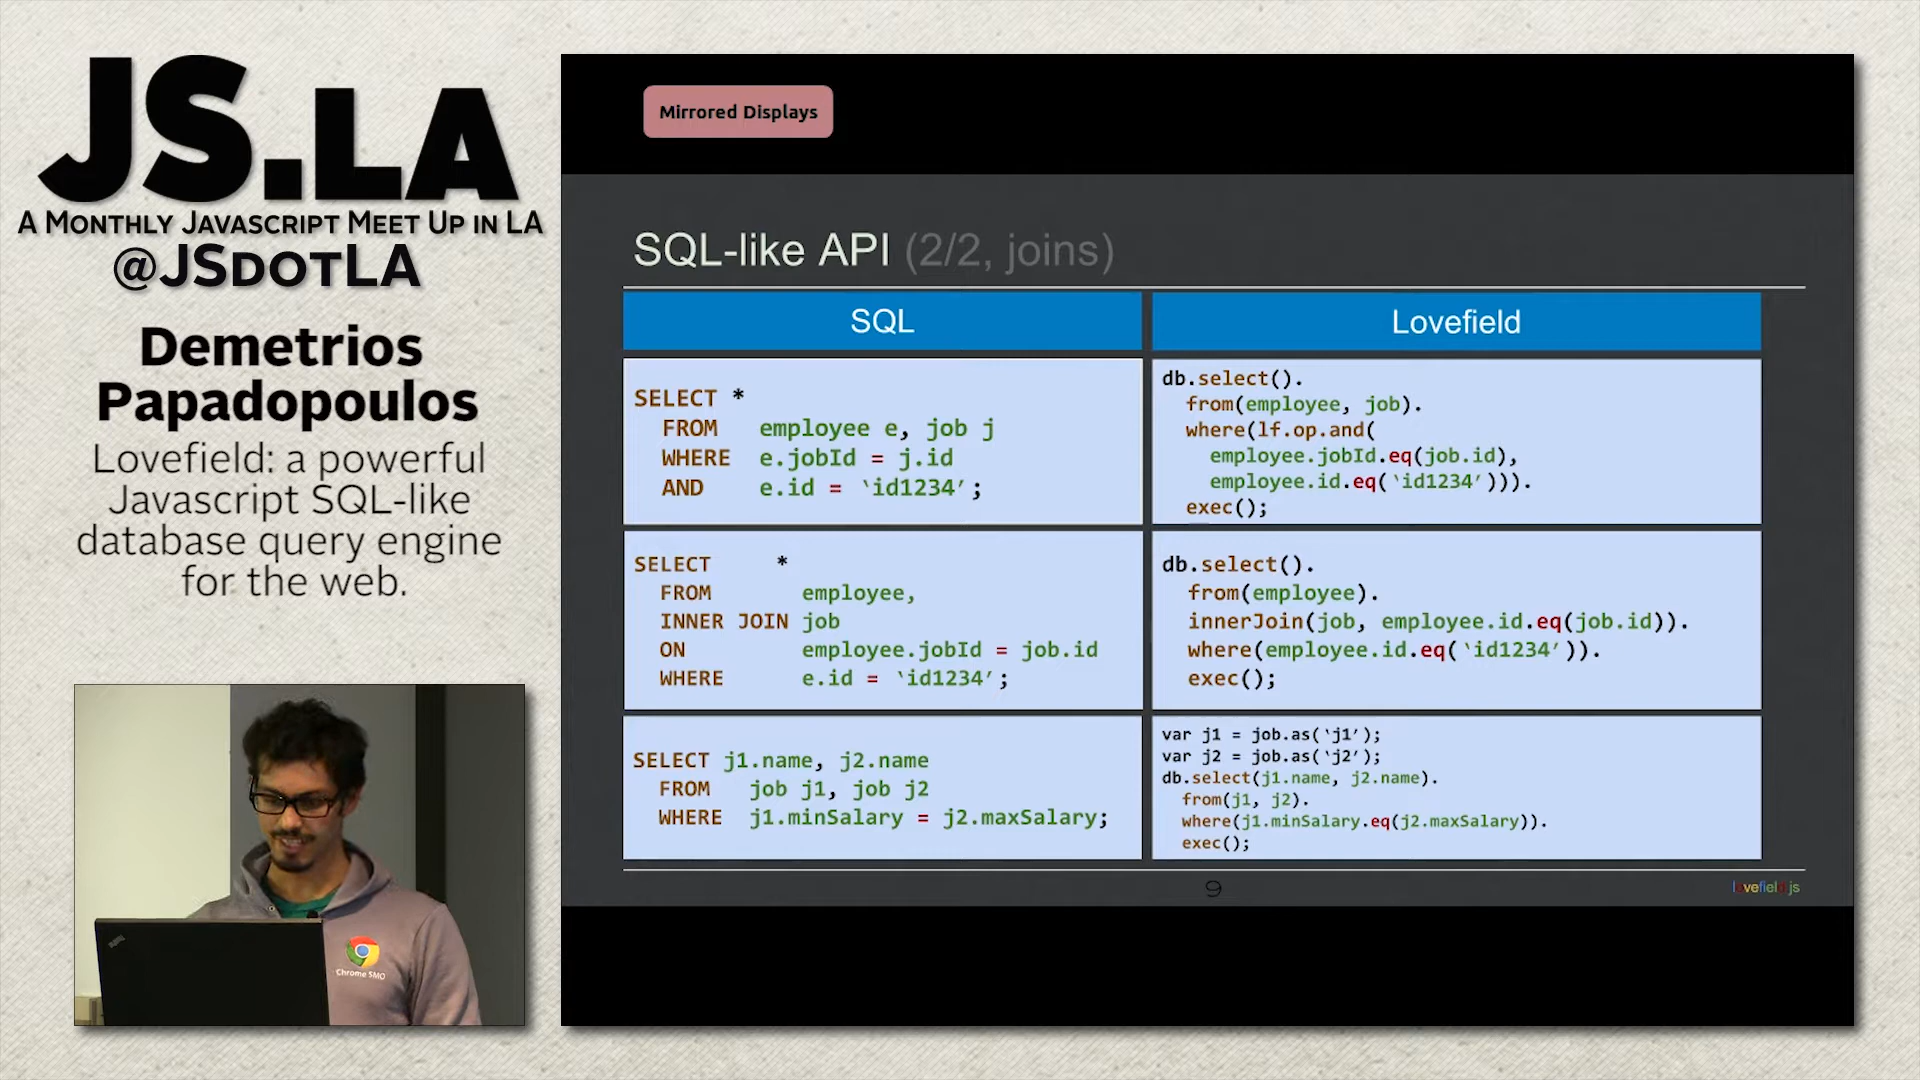 JS.LA
A MONTHLY JAVASCRIPT MEET UP IN LA
@JSDOTLA
Demetrios
Papadopoulos
Lovefield: a powerful
Javascript SQL-like
database query engine
for the web.
Chrome SMO
Mirrored Displays
SQL-like API (2/2, joins)
SQL
Lovefield
SELECT *
FROM employee e, job j
WHERE e.jobId = j.id
AND e.id = ‘id1234’;
db.select().
from(employee, job).
where(lf.op.and(
employee.jobId.eq(job.id),
employee.id.eq(‘id1234’))).
exec();
SELECT *
FROM employee,
INNER JOIN job
ON employee.jobId = job.id
WHERE e.id = ‘id1234’;
db.select().
from(employee).
innerJoin(job, employee.id.eq(job.id)).
where(employee.id.eq(‘id1234’)).
exec();
SELECT j1.name, j2.name
FROM job j1, job j2
WHERE j1.minSalary = j2.maxSalary;
var j1 = job.as(‘j1’);
var j2 = job.as(‘j2’);
db.select(j1.name, j2.name).
from(j1, j2).
where(j1.minSalary.eq(j2.maxSalary)).
exec();
9
lovefield.js